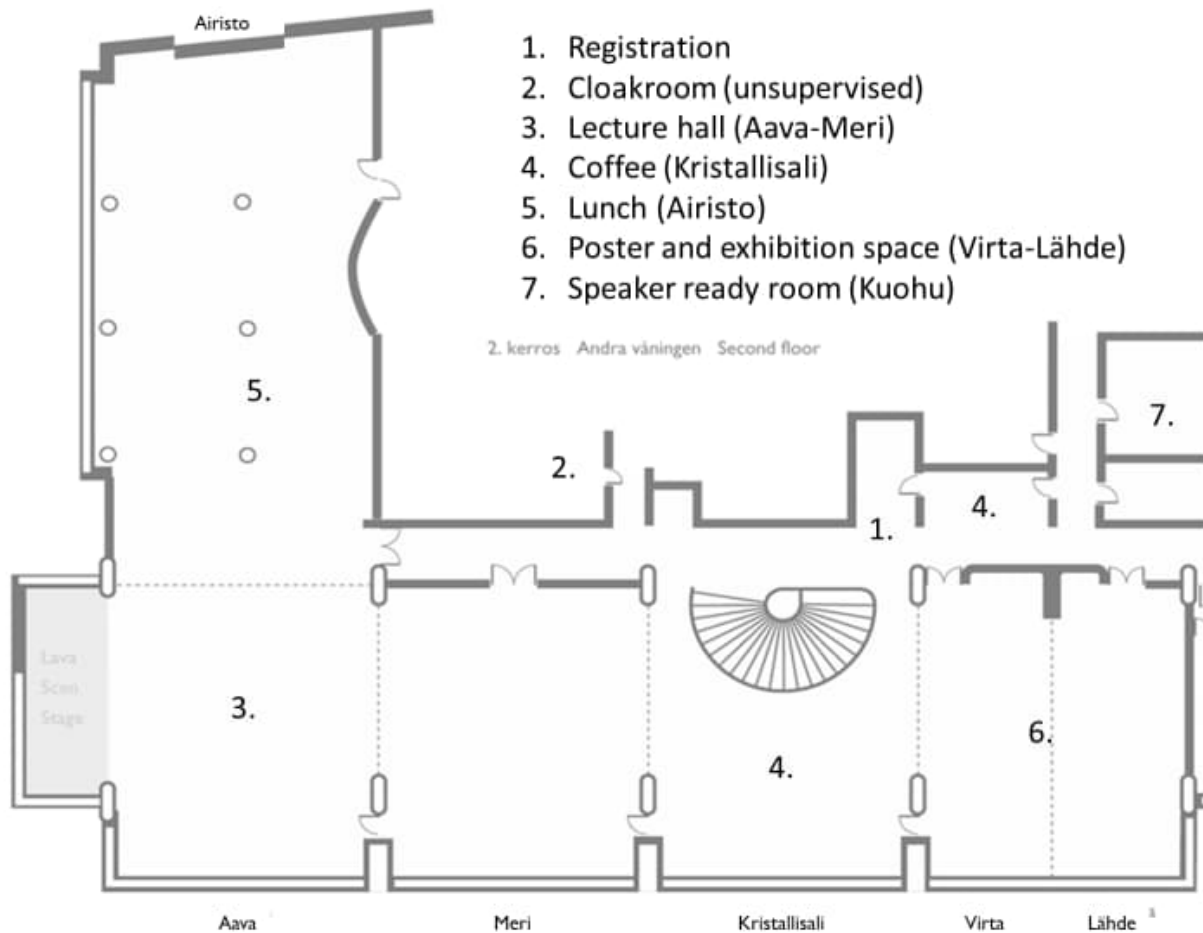 Airisto
1. Registration
2. Cloakroom (unsupervised)
3. Lecture hall (Aava-Meri)
4. Coffee (Kristallisali)
5. Lunch (Airisto)
6. Poster and exhibition space (Virta-Lähde)
7. Speaker ready room (Kuohu)
2. kerros Andra våningen Second floor
5.
7.
2.
4.
1.
Lava
Scen
Stage
3.
6.
4.
Aava
Meri
Kristallisali
Virta
Lähde